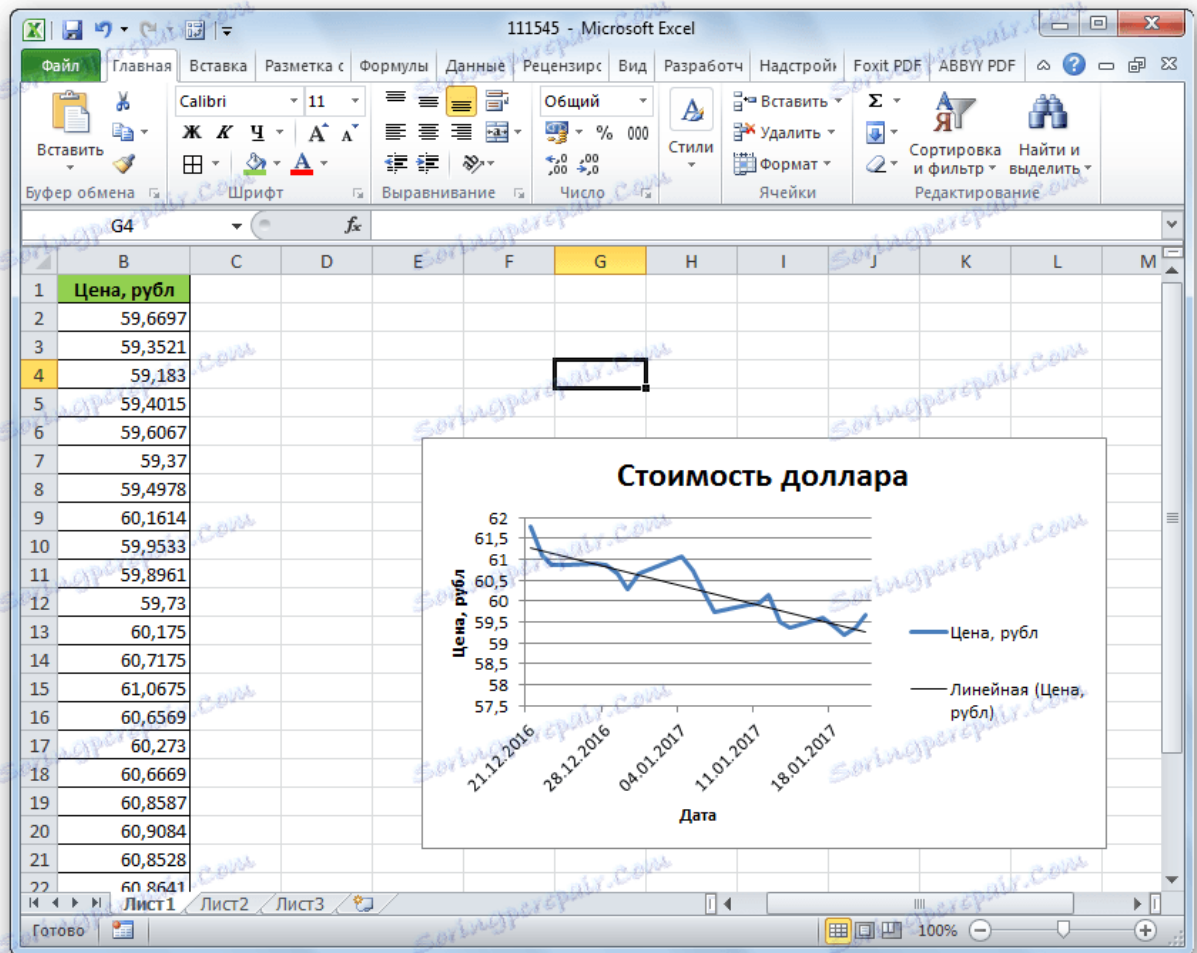 111545 - Microsoft Excel
Файл Главная Вставка Разметка с Формулы Данные Рецензирс Вид Разработч Надстройк Foxit PDF ABBYY PDF
Calibri 11 Общий
Вставить
Ж К Ч А А % 000
Стили
Вставить
Удалить
Формат
Σ
Сортировка и фильтр
Найти и выделить
Буфер обмена Шрифт Выравнивание Число Ячейки Редактирование
G4 fx
B C D E F G H I J K L M
1 Цена, рубл
2 59,6697
3 59,3521
4 59,183
5 59,4015
6 59,6067
7 59,37
8 59,4978
9 60,1614
10 59,9533
11 59,8961
12 59,73
13 60,175
14 60,7175
15 61,0675
16 60,6569
17 60,273
18 60,6669
19 60,8587
20 60,9084
21 60,8528
22 60,8641
Стоимость доллара
62
61,5
61
60,5
60
59,5
59
58,5
58
57,5
Цена, рубл
21.12.2016 28.12.2016 04.01.2017 11.01.2017 18.01.2017
Дата
Цена, рубл
Линейная (Цена,
рубл)
Лист1 Лист2 Лист3
Готово 100%
Soringpcrepair.Com